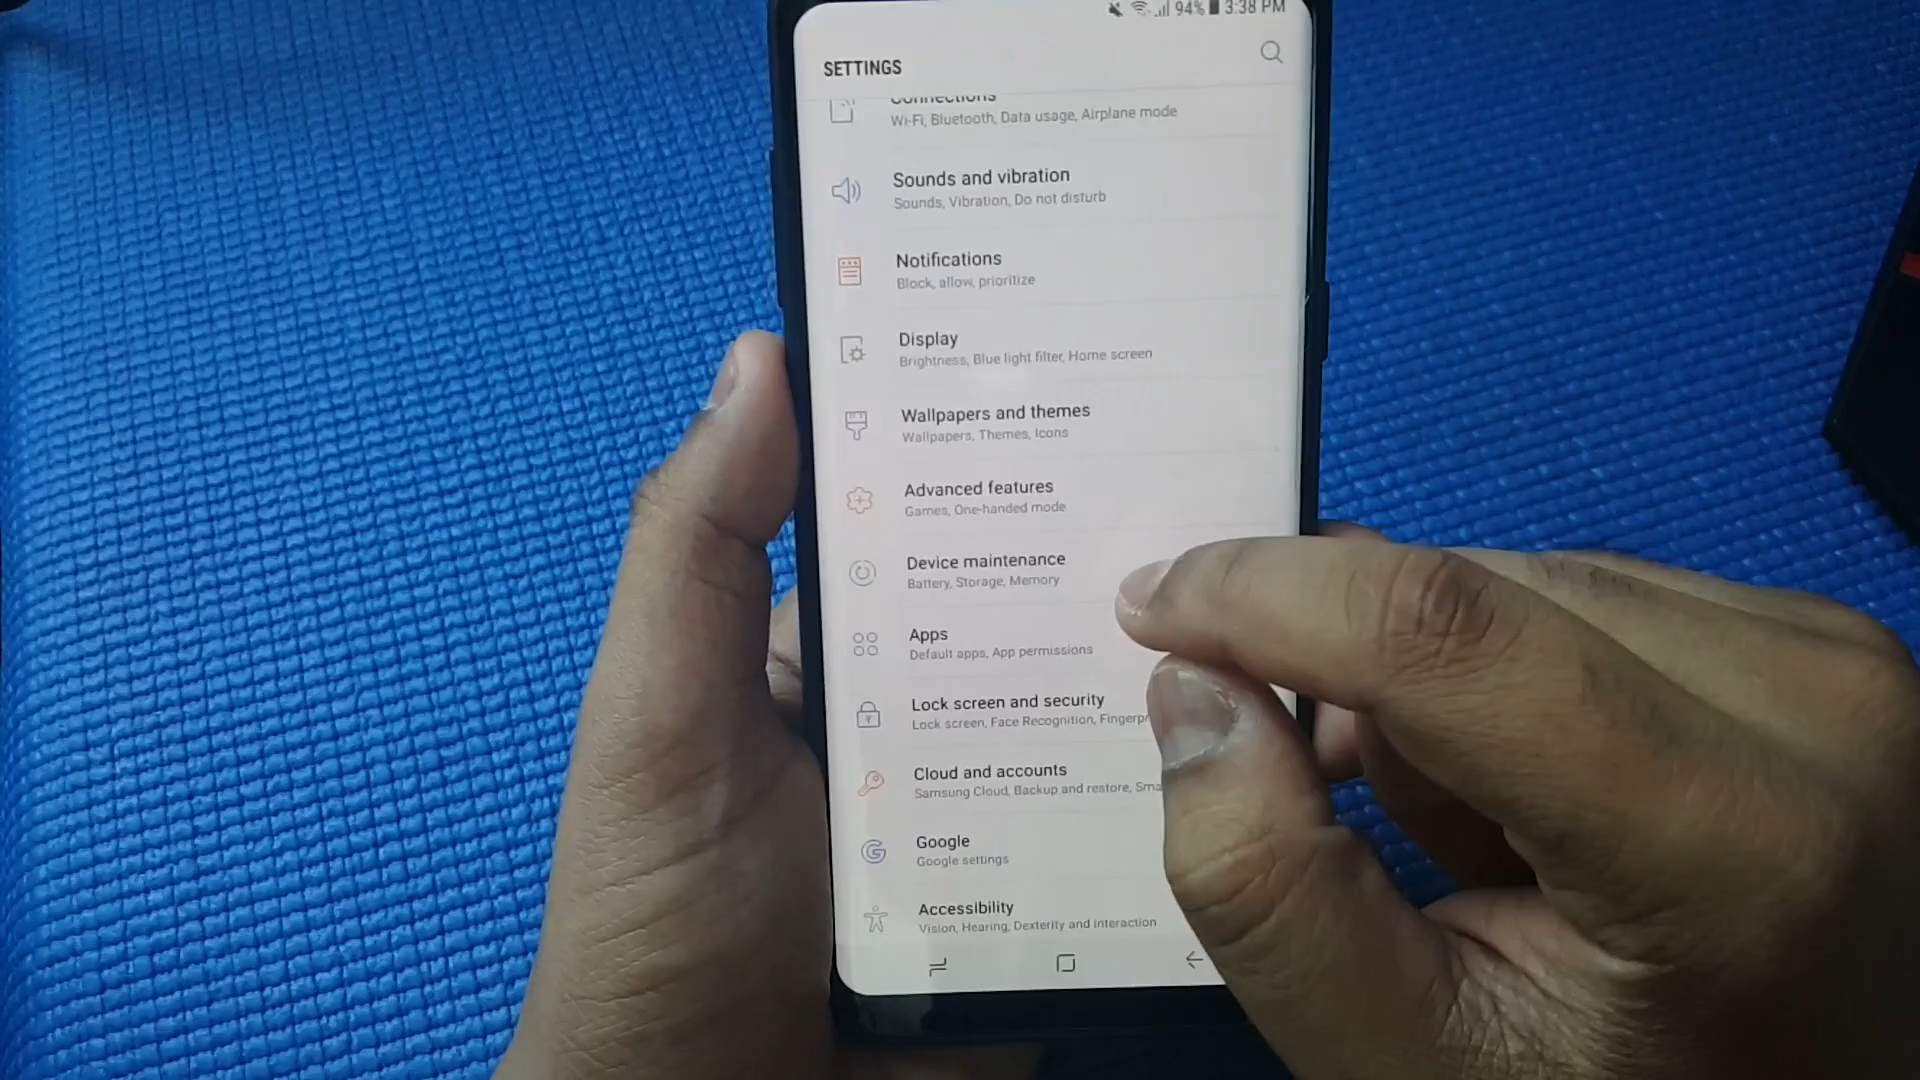 94% 3:38 PM
SETTINGS
Connections
Wi-Fi, Bluetooth, Data usage, Airplane mode
Sounds and vibration
Sounds, Vibration, Do not disturb
Notifications
Block, allow, prioritize
Display
Brightness, Blue light filter, Home screen
Wallpapers and themes
Wallpapers, Themes, Icons
Advanced features
Games, One-handed mode
Device maintenance
Battery, Storage, Memory
Apps
Default apps, App permissions
Lock screen and security
Lock screen, Face Recognition, Fingerpr
Cloud and accounts
Samsung Cloud, Backup and restore, Sma
Google
Google settings
Accessibility
Vision, Hearing, Dexterity and interaction